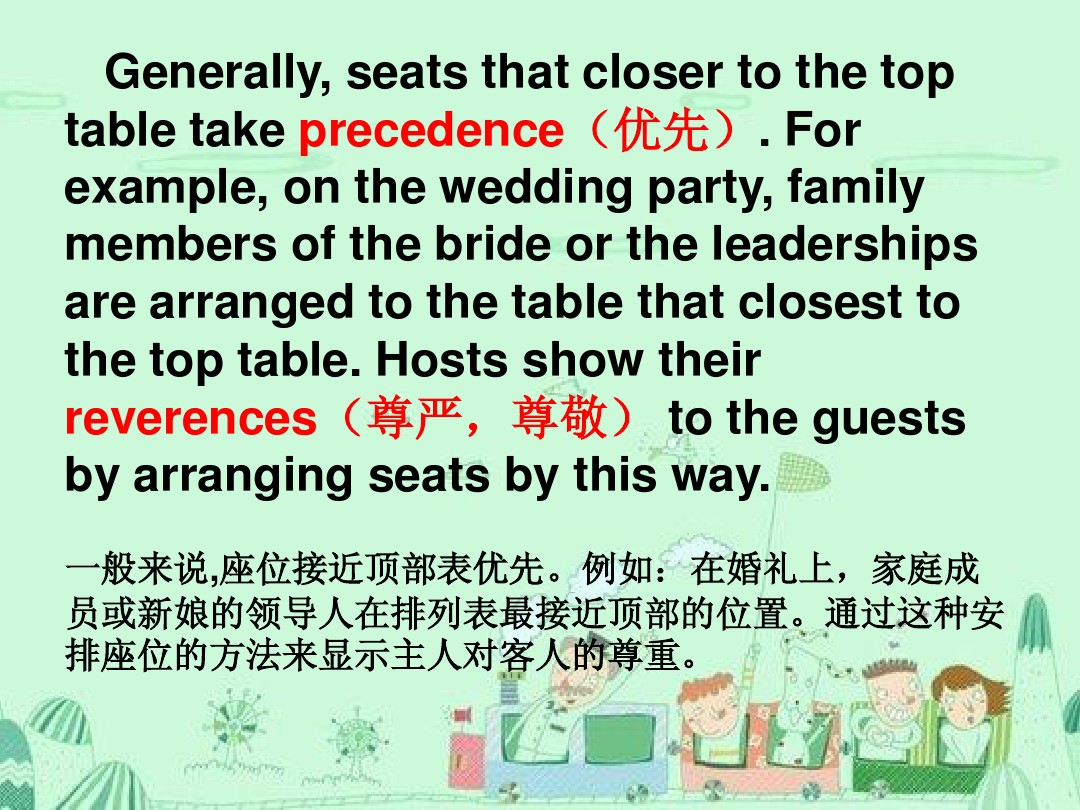 Generally, seats that closer to the top
table take precedence（优先）. For
example, on the wedding party, family
members of the bride or the leaderships
are arranged to the table that closest to
the top table. Hosts show their
reverences（尊严，尊敬） to the guests
by arranging seats by this way.
一般来说,座位接近顶部表优先。例如：在婚礼上，家庭成
员或新娘的领导人在排列表最接近顶部的位置。通过这种安
排座位的方法来显示主人对客人的尊重。